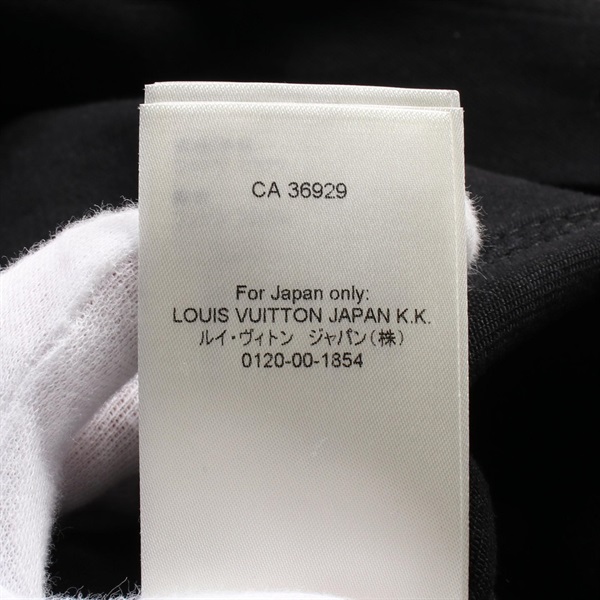 CA 36929
For Japan only:
LOUIS VUITTON JAPAN K.K.
ルイ・ヴィトン ジャパン(株)
0120-00-1854